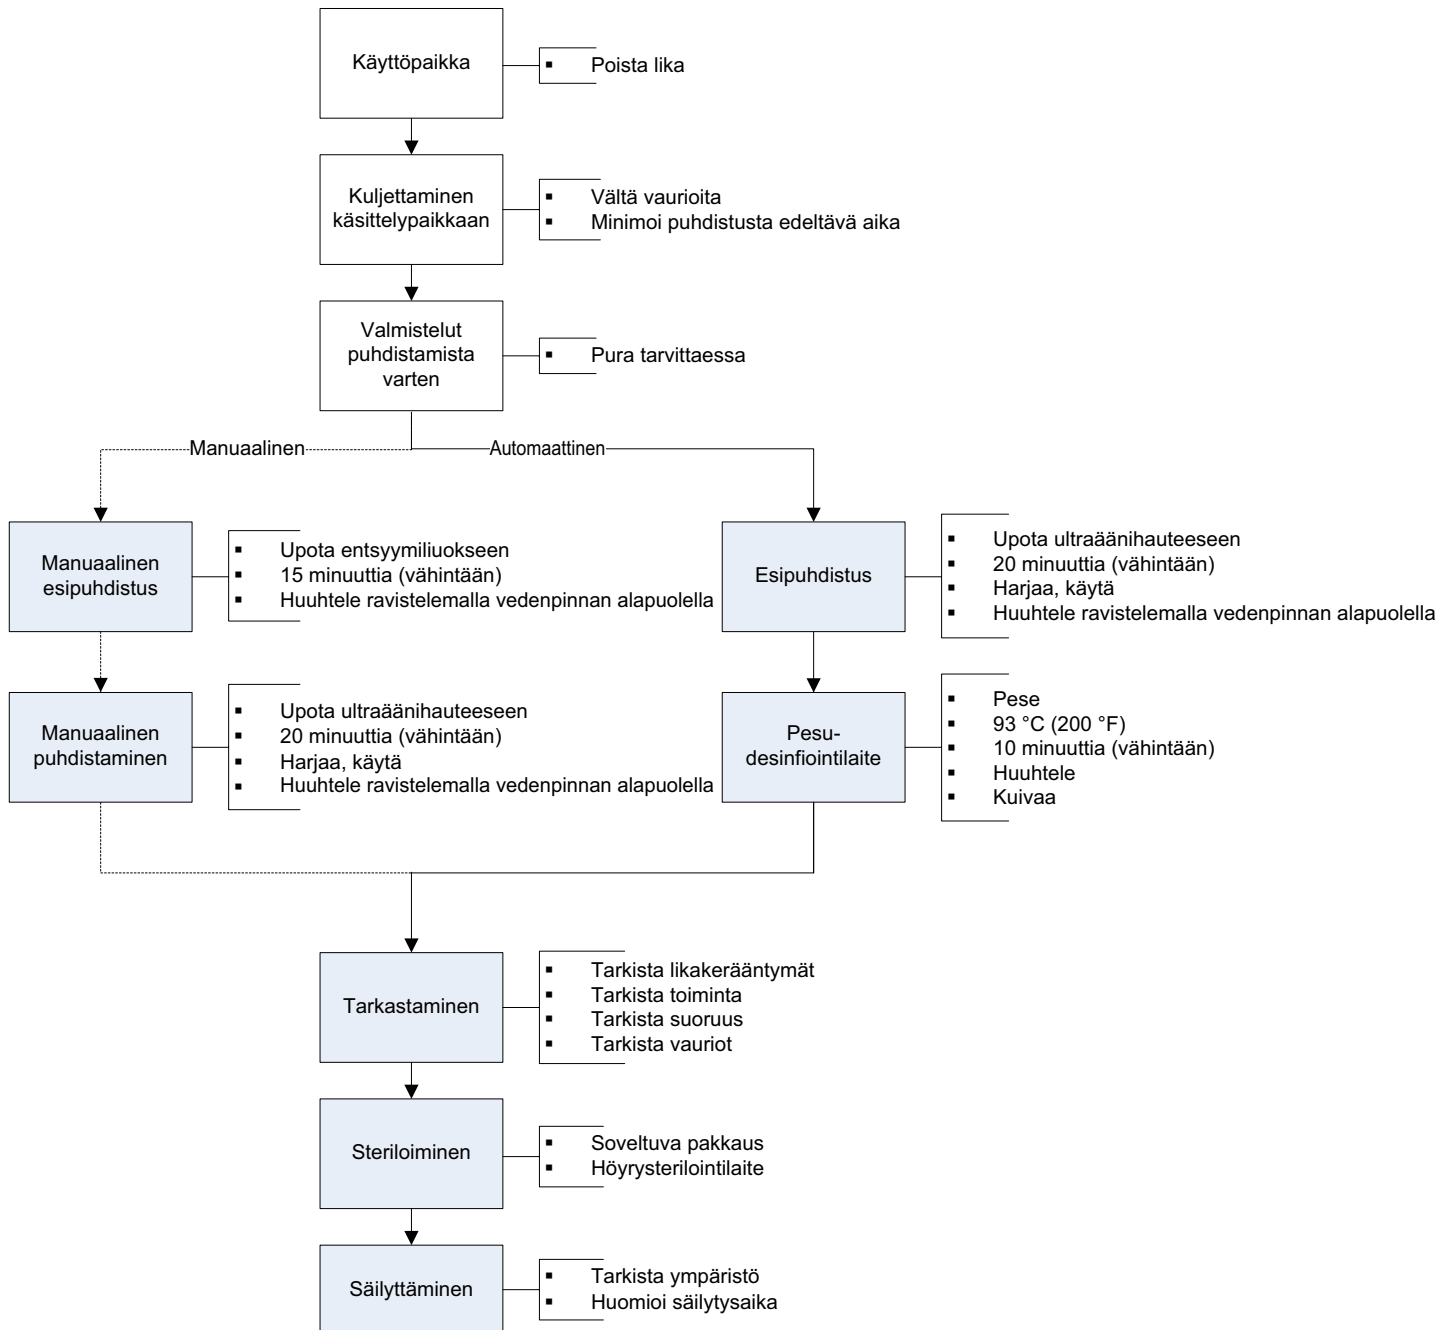 Käyttöpaikka
▪ Poista lika
Kuljettaminen
käsittelypaikkaan
▪ Vältä vaurioita
▪ Minimoi puhdistusta edeltävä aika
Valmistelut
puhdistamista
varten
▪ Pura tarvittaessa
Manuaalinen
Automaattinen
Manuaalinen
esipuhdistus
▪ Upota entsyymiliuokseen
▪ 15 minuuttia (vähintään)
▪ Huuhtele ravistelemalla vedenpinnan alapuolella
Esipuhdistus
▪ Upota ultraäänihauteeseen
▪ 20 minuuttia (vähintään)
▪ Harjaa, käytä
▪ Huuhtele ravistelemalla vedenpinnan alapuolella
Manuaalinen
puhdistaminen
▪ Upota ultraäänihauteeseen
▪ 20 minuuttia (vähintään)
▪ Harjaa, käytä
▪ Huuhtele ravistelemalla vedenpinnan alapuolella
Pesu-
desinfiointilaite
▪ Pese
▪ 93 °C (200 °F)
▪ 10 minuuttia (vähintään)
▪ Huuhtele
▪ Kuivaa
Tarkastaminen
▪ Tarkista likakerääntymät
▪ Tarkista toiminta
▪ Tarkista suoruus
▪ Tarkista vauriot
Steriloiminen
▪ Soveltuva pakkaus
▪ Höyrysterilointilaite
Säilyttäminen
▪ Tarkista ympäristö
▪ Huomioi säilytysaika